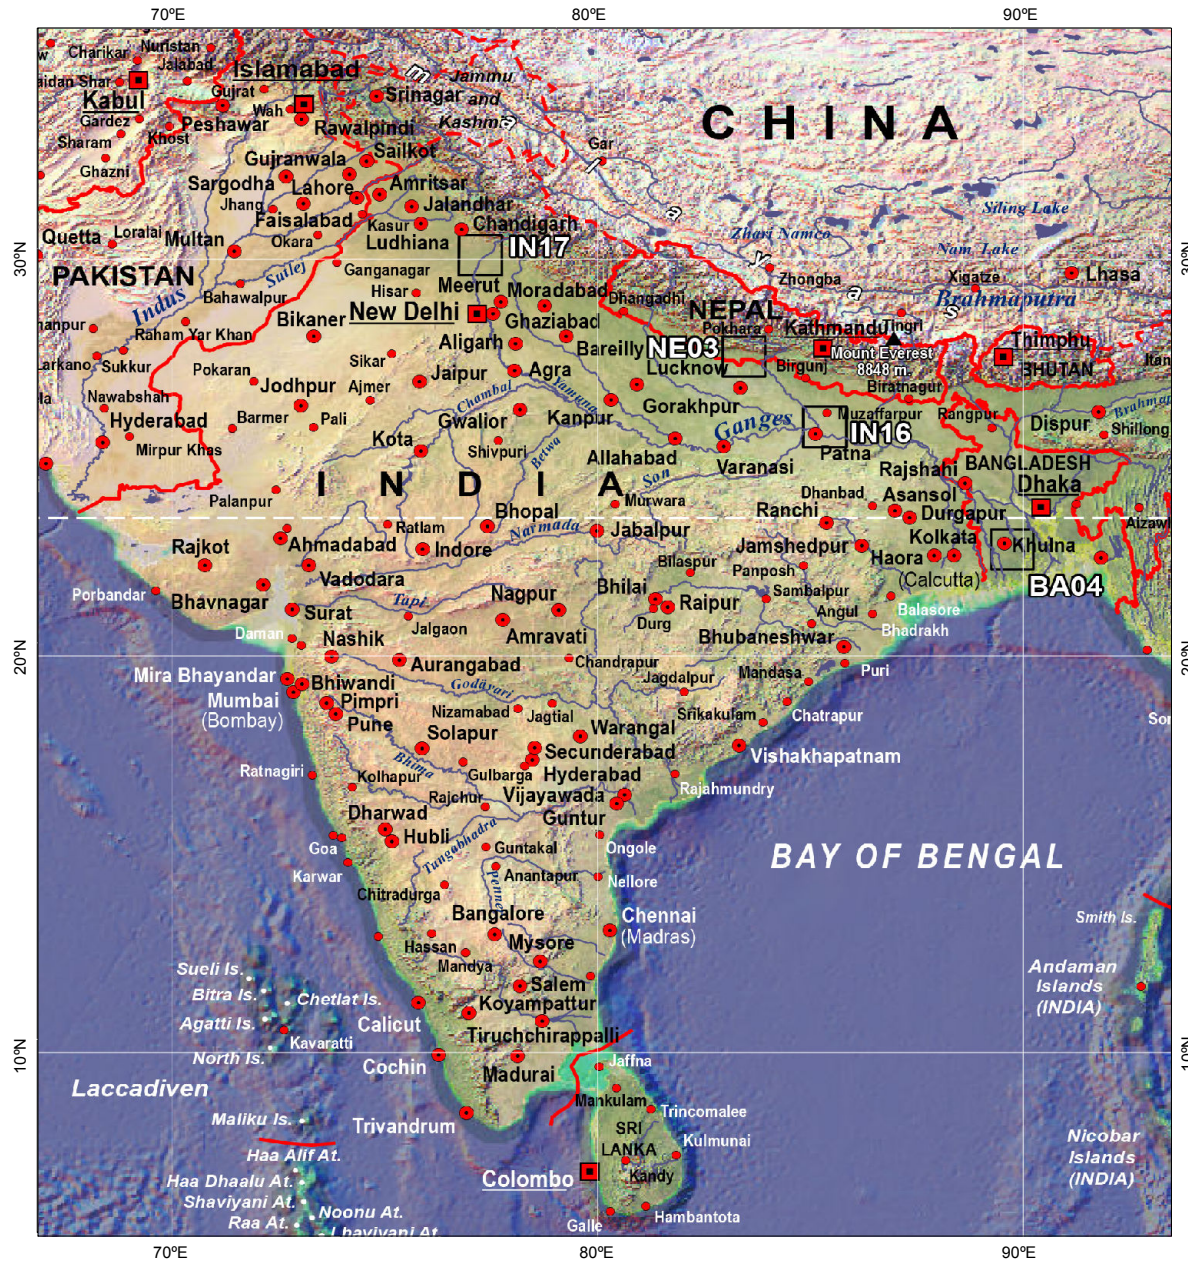 70ºE
80ºE
90ºE
Charikar
Nuristan
Jalabad
Islamabad
Jammu
and
Kashmir
Kabul
Gujrat
Wah
Srinagar
Gardez
Khost
Peshawar
Rawalpindi
Sharam
Ghazni
Gujranwala
Sailkot
Gar
CHINA
Sargodha
Lahore
Amritsar
Jhang
Faisalabad
Jalandhar
Siling Lake
Quetta
Loralai
Multan
Okara
Kasur
Ludhiana
Chandigarh
IN17
Zhari Namco
Nam Lake
30ºN
PAKISTAN
Indus
Sutlej
Bahawalpur
Ganganagar
Hisar
Meerut
Moradabad
Himalayas
Zhongba
Xigatze
Lhasa
Brahmaputra
Dhangadhi
NEPAL
Raham Yar Khan
Bikaner
New Delhi
Ghaziabad
Pokhara
Kathmandu
Tingri
Thimphu
Sukkur
Sikar
Aligarh
Bareilly
NE03
Lucknow
Mount Everest
8848 m
BHUTAN
Pokaran
Jodhpur
Ajmer
Jaipur
Agra
Birgunj
Biratnagur
Nawabshah
Hyderabad
Barmer
Pali
Chambal
Yamuna
Gwalior
Kanpur
Gorakhpur
Ganges
Muzaffarpur
Rangpur
Dispur
Shillong
Mirpur Khas
Kota
Shivpuri
Betwa
Allahabad
Varanasi
IN16
Patna
Rajshani
BANGLADESH
Dhaka
INDIA
Palanpur
Son
Murwara
Dhanbad
Asansol
Ranchi
Durgapur
Aizawl
Bhopal
Ratlam
Narmada
Jabalpur
Rajkot
Ahmadabad
Indore
Jamshedpur
Kolkata
Haora
(Calcutta)
Khulna
Vadodara
Bilaspur
Panposh
BA04
Porbandar
Bhavnagar
Surat
Tapi
Nagpur
Bhilai
Raipur
Sambalpur
Angul
Balasore
Bhadrakh
Jalgaon
Durg
Daman
Nashik
Amravati
Bhubaneshwar
20ºN
Aurangabad
Chandrapur
Jagdalpur
Mandasa
Puri
Mira Bhayandar
Bhiwandi
Godävari
Mumbai
(Bombay)
Pimpri
Pune
Nizamabad
Jagtial
Srikakulam
Chatrapur
Solapur
Warangal
Secunderabad
Vishakhapatnam
Bhima
Ratnagiri
Kolhapur
Gulbarga
Hyderabad
Rajahmundry
Rajchur
Vijayawada
Guntur
Dharwad
Hubli
Tungabhadra
Goa
Guntakal
Ongole
BAY OF BENGAL
Karwar
Anantapur
Nellore
Chitradurga
Penner
Bangalore
Chennai
(Madras)
Smith Is.
Hassan
Mysore
Mandya
Andaman
Islands
(INDIA)
Sueli Is.
Bitra Is.
Chetlat Is.
Salem
Koyampattur
Agatti Is.
Kavaratti
Calicut
Tiruchchirappalli
North Is.
10ºN
Cochin
Madurai
Jaffna
Laccadiven
Mankulam
Maliku Is.
Trivandrum
Trincomalee
SRI
LANKA
Kulmunai
Nicobar
Islands
(INDIA)
Haa Alif At.
Haa Dhaalu At.
Colombo
Kandy
Shaviyani At.
Noonu At.
Raa At.
Lhaviyani At.
Galle
Hambantota
70ºE
80ºE
90ºE